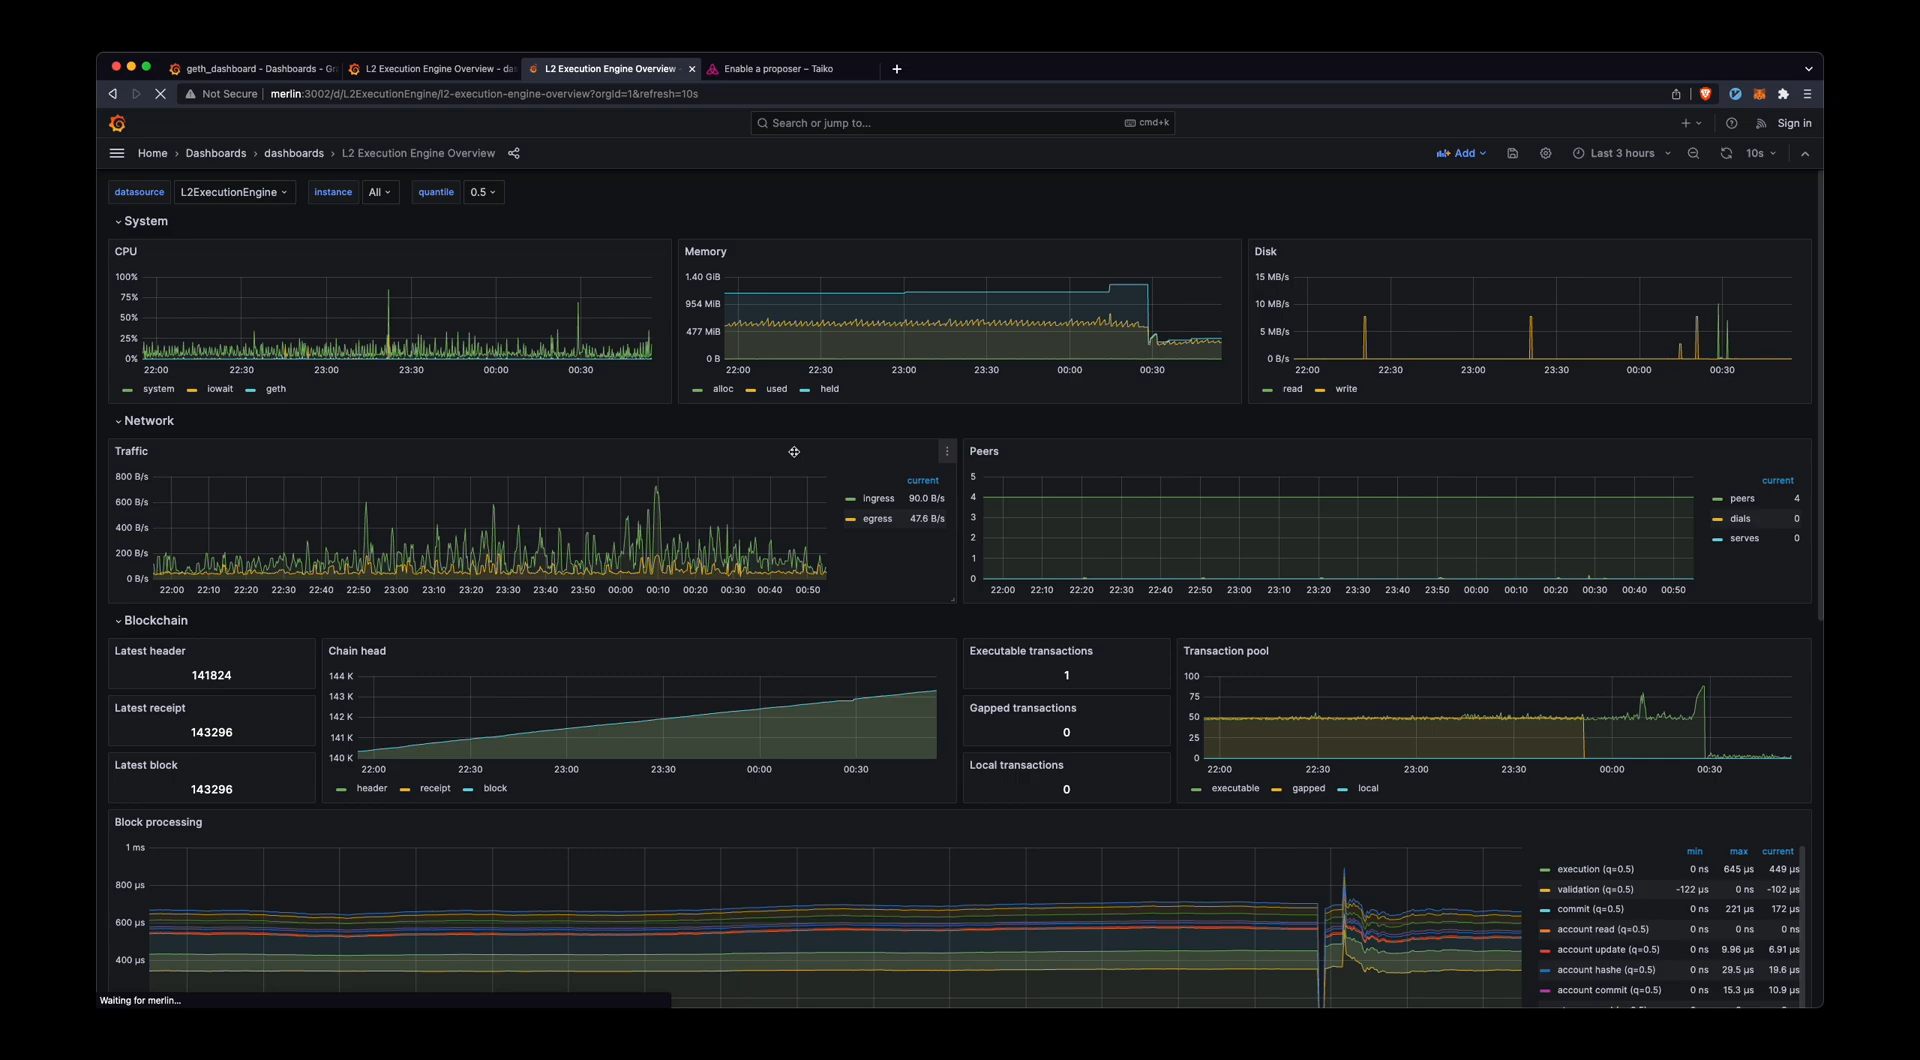 geth_dashboard - Dashboards - Gr
L2 Execution Engine Overview - da
L2 Execution Engine Overview
Enable a proposer – Taiko
Not Secure
merlin:3002/d/L2ExecutionEngine/l2-execution-engine-overview?orgId=1&refresh=10s
Search or jump to...
cmd+k
Sign in
Home › Dashboards › dashboards › L2 Execution Engine Overview
Add
Last 3 hours
10s
datasource L2ExecutionEngine instance All quantile 0.5
System
CPU
100%
75%
50%
25%
0%
22:00 22:30 23:00 23:30 00:00 00:30
system iowait geth
Memory
1.40 GiB
954 MiB
477 MiB
0 B
22:00 22:30 23:00 23:30 00:00 00:30
alloc used held
Disk
15 MB/s
10 MB/s
5 MB/s
0 B/s
22:00 22:30 23:00 23:30 00:00 00:30
read write
Network
Traffic
800 B/s
600 B/s
400 B/s
200 B/s
0 B/s
22:00 22:10 22:20 22:30 22:40 22:50 23:00 23:10 23:20 23:30 23:40 23:50 00:00 00:10 00:20 00:30 00:40 00:50
current
ingress 90.0 B/s
egress 47.6 B/s
Peers
5
4
3
2
1
0
22:00 22:10 22:20 22:30 22:40 22:50 23:00 23:10 23:20 23:30 23:40 23:50 00:00 00:10 00:20 00:30 00:40 00:50
current
peers 4
dials 0
serves 0
Blockchain
Latest header
141824
Latest receipt
143296
Latest block
143296
Chain head
144 K
143 K
142 K
141 K
140 K
22:00 22:30 23:00 23:30 00:00 00:30
header receipt block
Executable transactions
1
Gapped transactions
0
Local transactions
0
Transaction pool
100
75
50
25
0
22:00 22:30 23:00 23:30 00:00 00:30
executable gapped local
Block processing
1 ms
800 µs
600 µs
400 µs
min max current
execution (q=0.5) 0 ns 645 µs 449 µs
validation (q=0.5) -122 µs 0 ns -102 µs
commit (q=0.5) 0 ns 221 µs 172 µs
account read (q=0.5) 0 ns 0 ns 0 ns
account update (q=0.5) 0 ns 9.96 µs 6.91 µs
account hashe (q=0.5) 0 ns 29.5 µs 19.6 µs
account commit (q=0.5) 0 ns 15.3 µs 10.9 µs
Waiting for merlin...